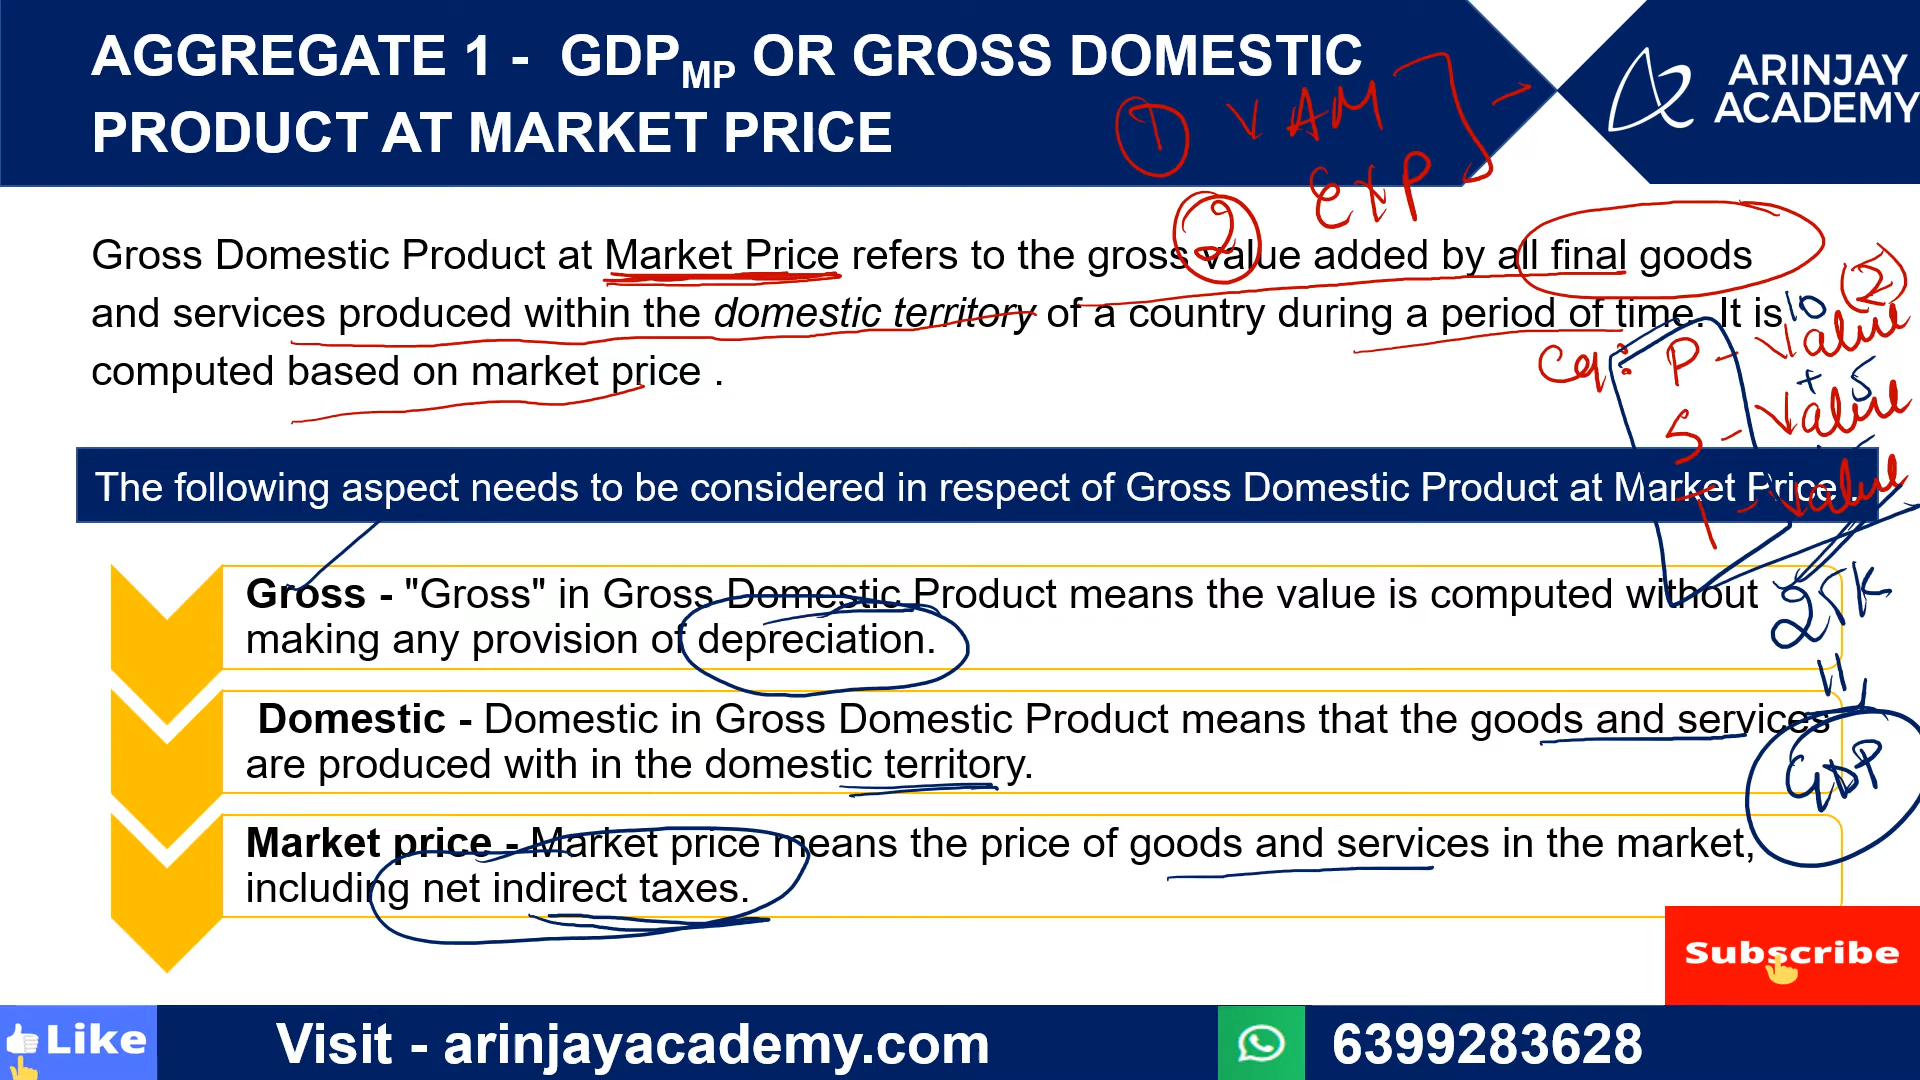 AGGREGATE 1 - GDPMP OR GROSS DOMESTIC
PRODUCT AT MARKET PRICE
ARINJAY
ACADEMY
1 VAM
2 EXP
Gross Domestic Product at Market Price refers to the gross value added by all final goods
and services produced within the domestic territory of a country during a period of time. It is
computed based on market price .
10 (2)
eg: P - Value
+ 5
S - Value
T - Value
The following aspect needs to be considered in respect of Gross Domestic Product at Market Price .
Gross - "Gross" in Gross Domestic Product means the value is computed without
making any provision of depreciation.
25K
=
GDP
Domestic - Domestic in Gross Domestic Product means that the goods and services
are produced with in the domestic territory.
Market price - Market price means the price of goods and services in the market,
including net indirect taxes.
Subscribe
Like
Visit - arinjayacademy.com
6399283628